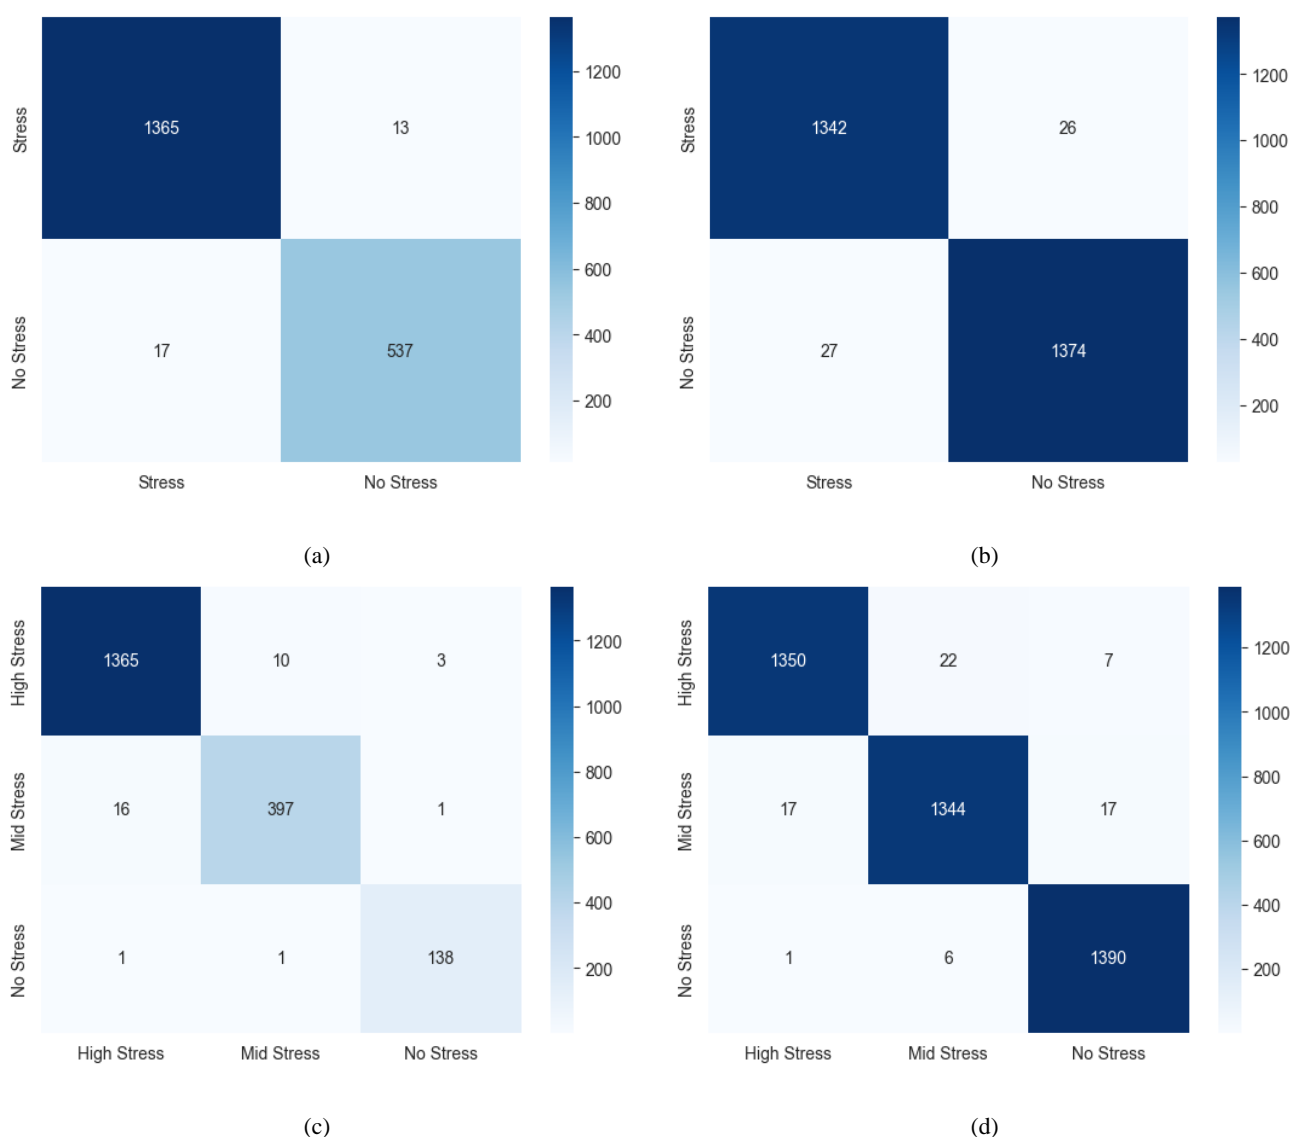 Stress
1365 13
No Stress
17 537
Stress No Stress
1200
1000
800
600
400
200
(a)
Stress
1342 26
No Stress
27 1374
Stress No Stress
1200
1000
800
600
400
200
(b)
High Stress
1365 10 3
Mid Stress
16 397 1
No Stress
1 1 138
High Stress Mid Stress No Stress
1200
1000
800
600
400
200
(c)
High Stress
1350 22 7
Mid Stress
17 1344 17
No Stress
1 6 1390
High Stress Mid Stress No Stress
1200
1000
800
600
400
200
(d)